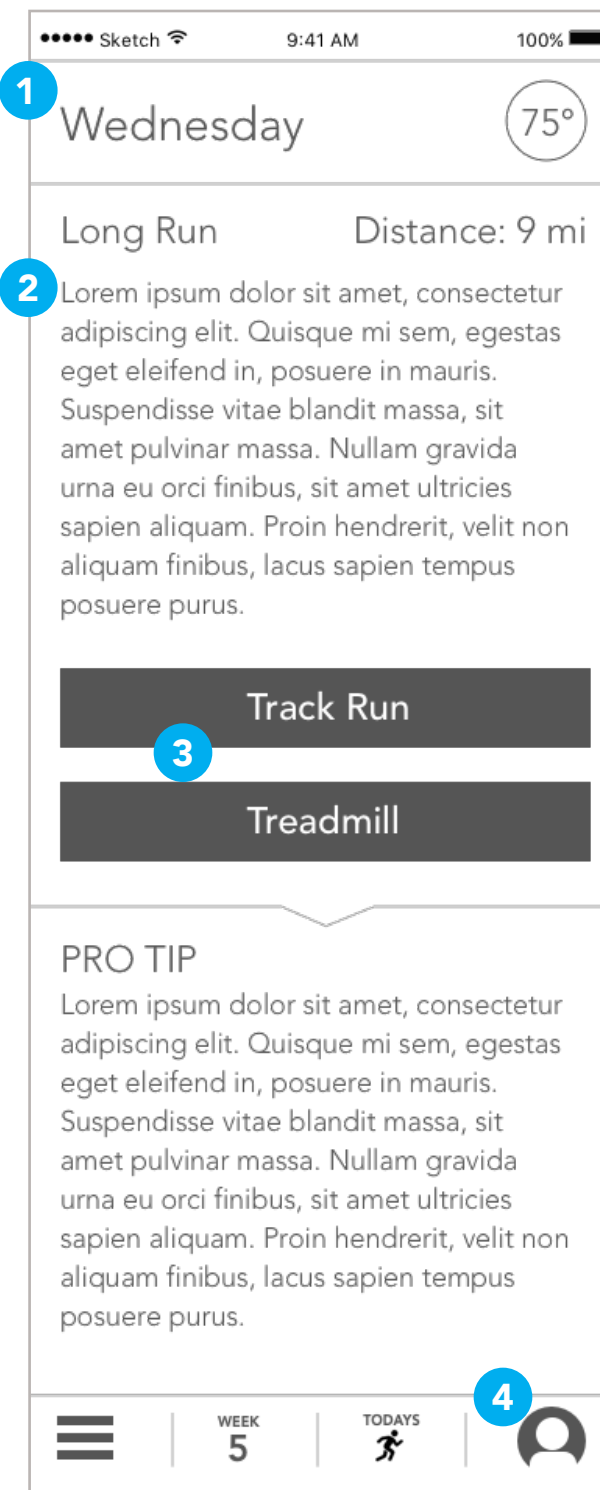 Sketch 9:41 AM 100%
1
Wednesday 75°
Long Run Distance: 9 mi
2
Lorem ipsum dolor sit amet, consectetur
adipiscing elit. Quisque mi sem, egestas
eget eleifend in, posuere in mauris.
Suspendisse vitae blandit massa, sit
amet pulvinar massa. Nullam gravida
urna eu orci finibus, sit amet ultricies
sapien aliquam. Proin hendrerit, velit non
aliquam finibus, lacus sapien tempus
posuere purus.
Track Run
3
Treadmill
PRO TIP
Lorem ipsum dolor sit amet, consectetur
adipiscing elit. Quisque mi sem, egestas
eget eleifend in, posuere in mauris.
Suspendisse vitae blandit massa, sit
amet pulvinar massa. Nullam gravida
urna eu orci finibus, sit amet ultricies
sapien aliquam. Proin hendrerit, velit non
aliquam finibus, lacus sapien tempus
posuere purus.
4
WEEK
5
TODAYS